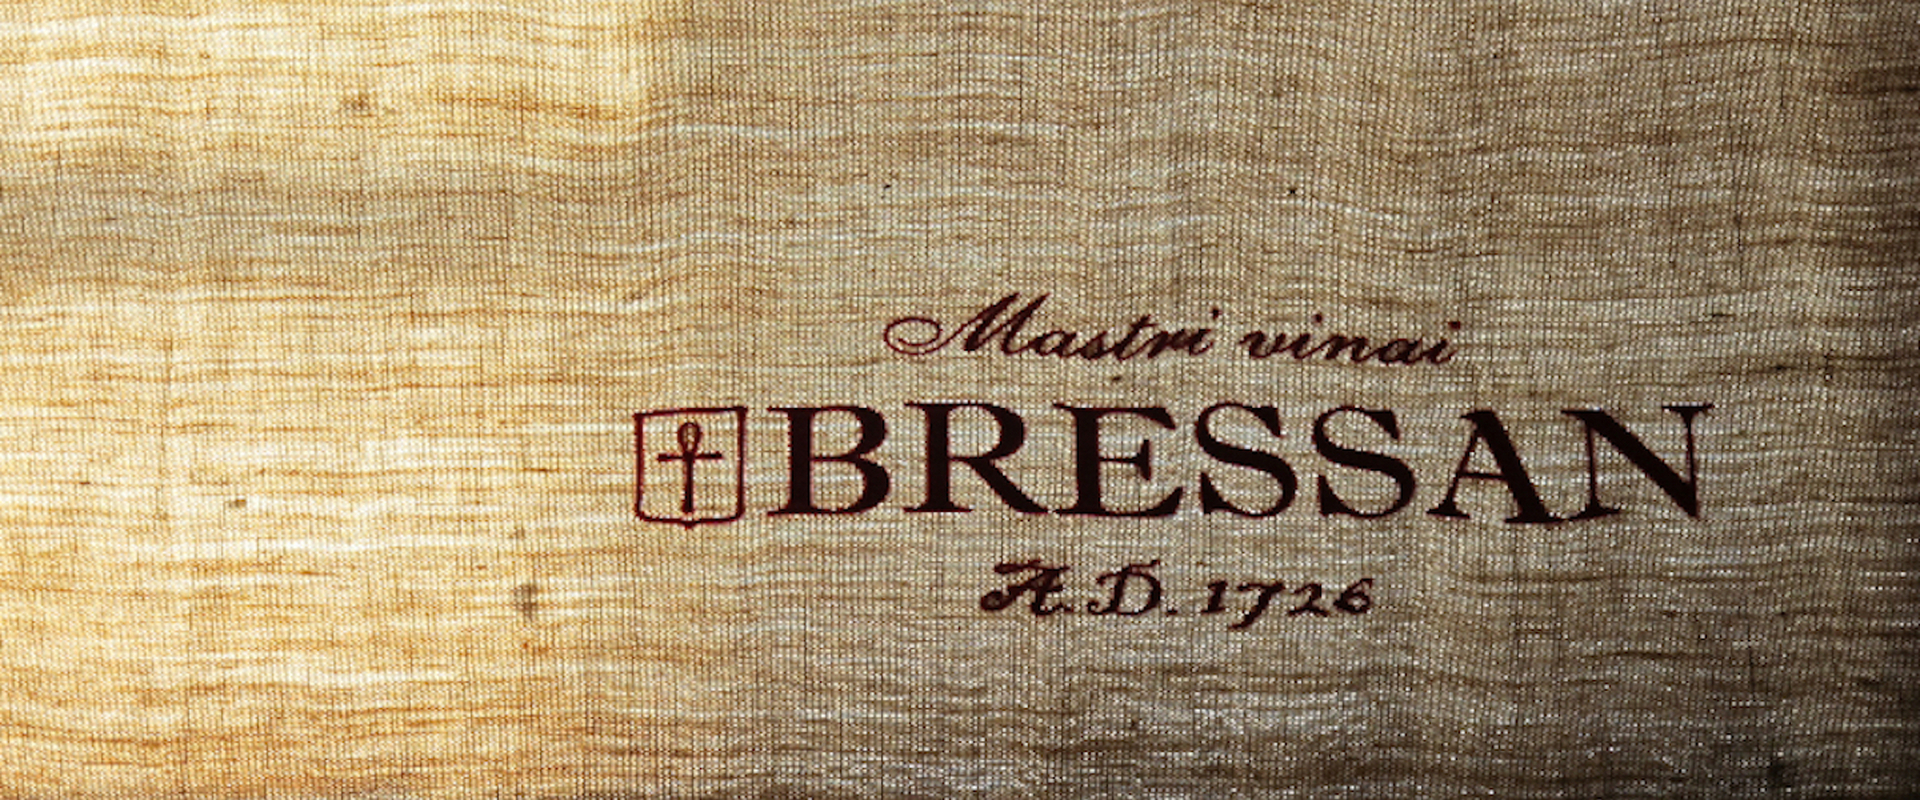 Mastri vinai
BRESSAN
A.D. 1726